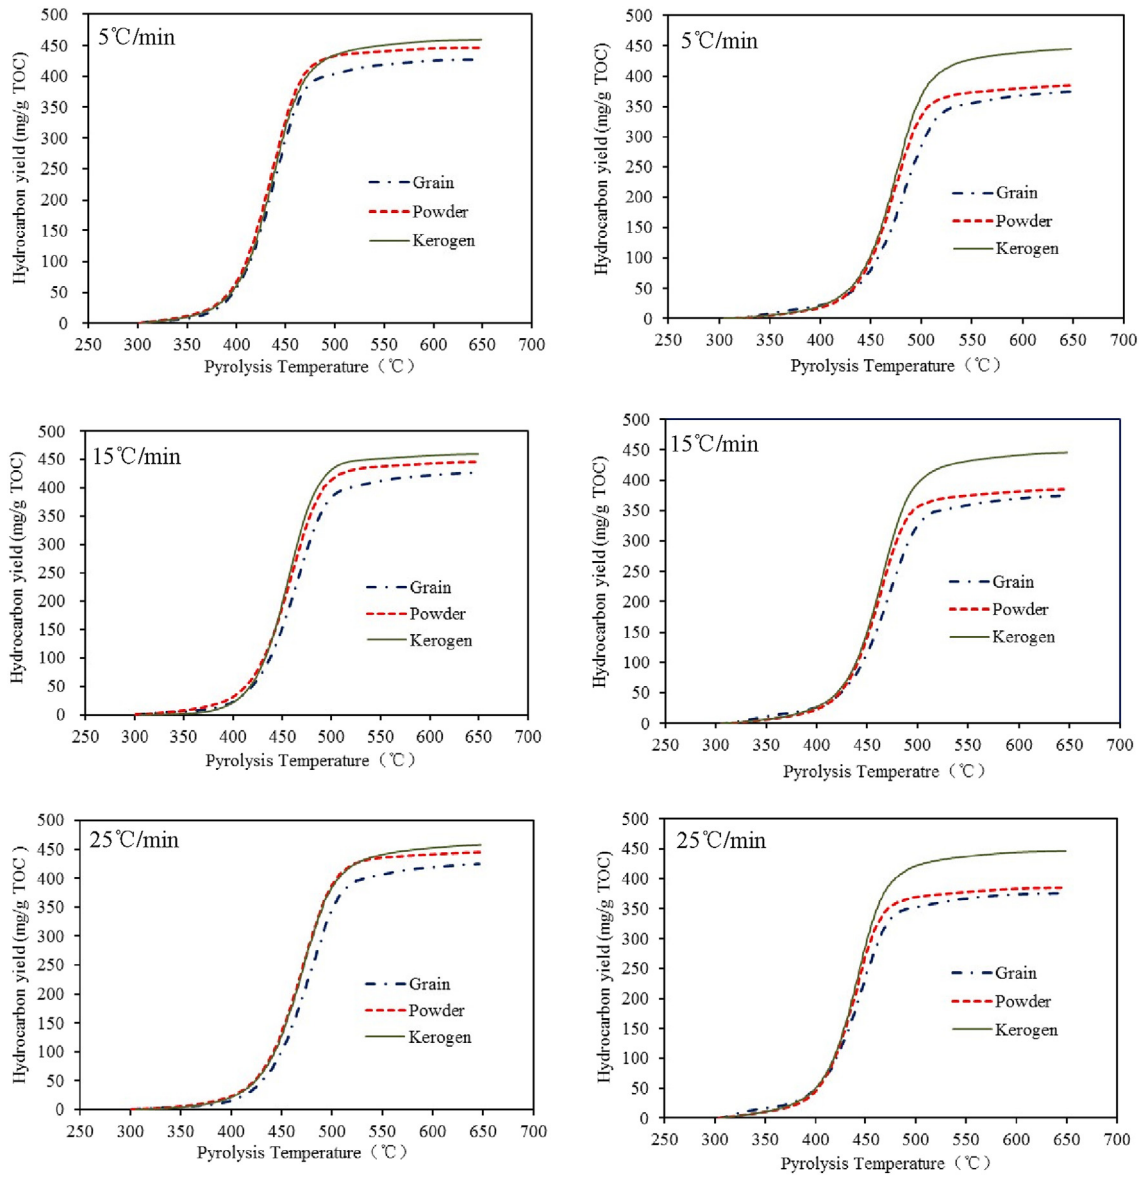 5℃/min
Hydrocarbon yield (mg/g TOC)
500
450
400
350
300
250
200
150
100
50
0
Grain
Powder
Kerogen
250 300 350 400 450 500 550 600 650 700
Pyrolysis Temperature（℃）
5℃/min
Hydrocarbon yield (mg/g TOC)
500
450
400
350
300
250
200
150
100
50
0
Grain
Powder
Kerogen
250 300 350 400 450 500 550 600 650 700
Pyrolysis Temperature（℃）
15℃/min
Hydrocarbon yield (mg/g TOC)
500
450
400
350
300
250
200
150
100
50
0
Grain
Powder
Kerogen
250 300 350 400 450 500 550 600 650 700
Pyrolysis Temperature（℃）
15℃/min
Hydrocarbon yield (mg/g TOC)
500
450
400
350
300
250
200
150
100
50
0
Grain
Powder
Kerogen
250 300 350 400 450 500 550 600 650 700
Pyrolysis Temperatre（℃）
25℃/min
Hydrocarbon yield (mg/g TOC )
500
450
400
350
300
250
200
150
100
50
0
Grain
Powder
Kerogen
250 300 350 400 450 500 550 600 650 700
Pyrolysis Temperature（℃）
25℃/min
Hydrocarbon yield (mg/g TOC)
500
450
400
350
300
250
200
150
100
50
0
Grain
Powder
Kerogen
250 300 350 400 450 500 550 600 650 700
Pyrolysis Temperature（℃）